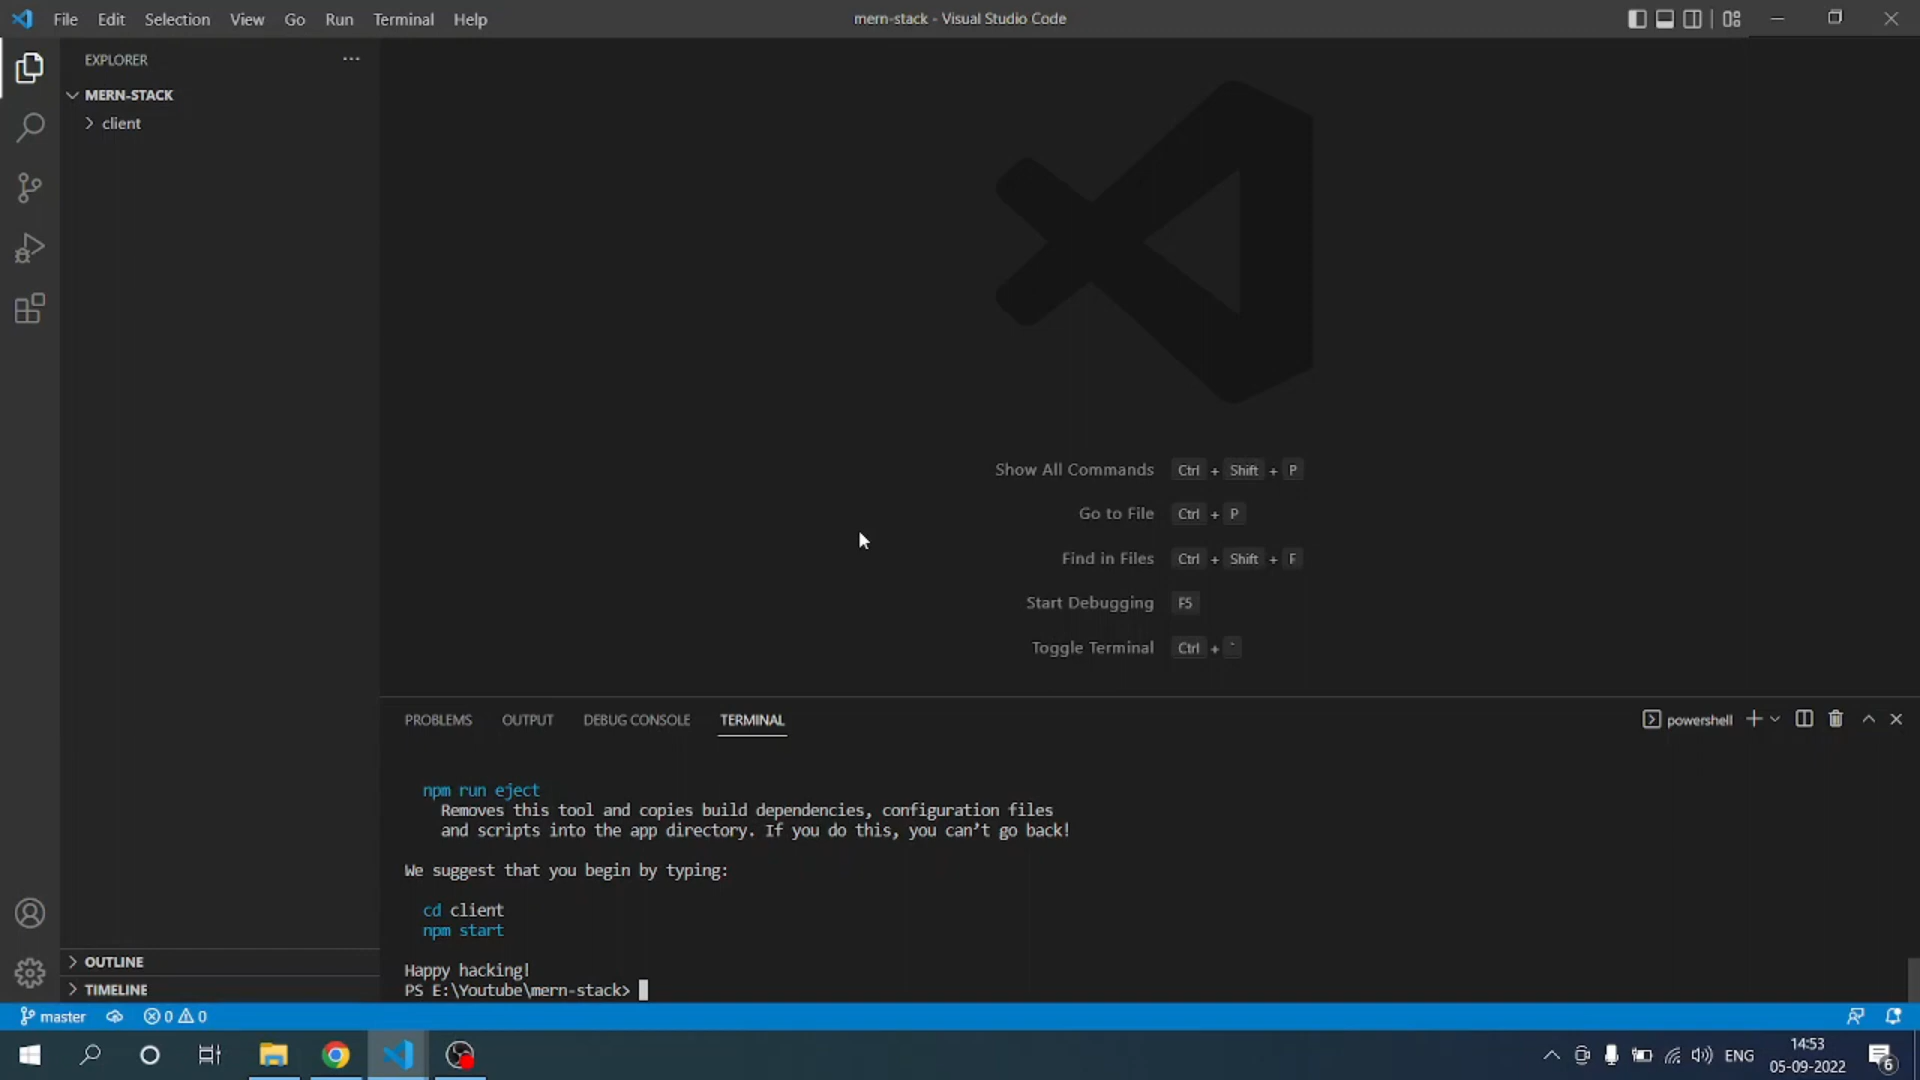 File Edit Selection View Go Run Terminal Help
mern-stack - Visual Studio Code
EXPLORER
MERN-STACK
client
Show All Commands Ctrl + Shift + P
Go to File Ctrl + P
Find in Files Ctrl + Shift + F
Start Debugging F5
Toggle Terminal Ctrl + `
PROBLEMS OUTPUT DEBUG CONSOLE TERMINAL
powershell
npm run eject
Removes this tool and copies build dependencies, configuration files
and scripts into the app directory. If you do this, you can’t go back!
We suggest that you begin by typing:
cd client
npm start
Happy hacking!
PS E:\Youtube\mern-stack>
OUTLINE
TIMELINE
master 0 0
ENG
14:53
05-09-2022
6